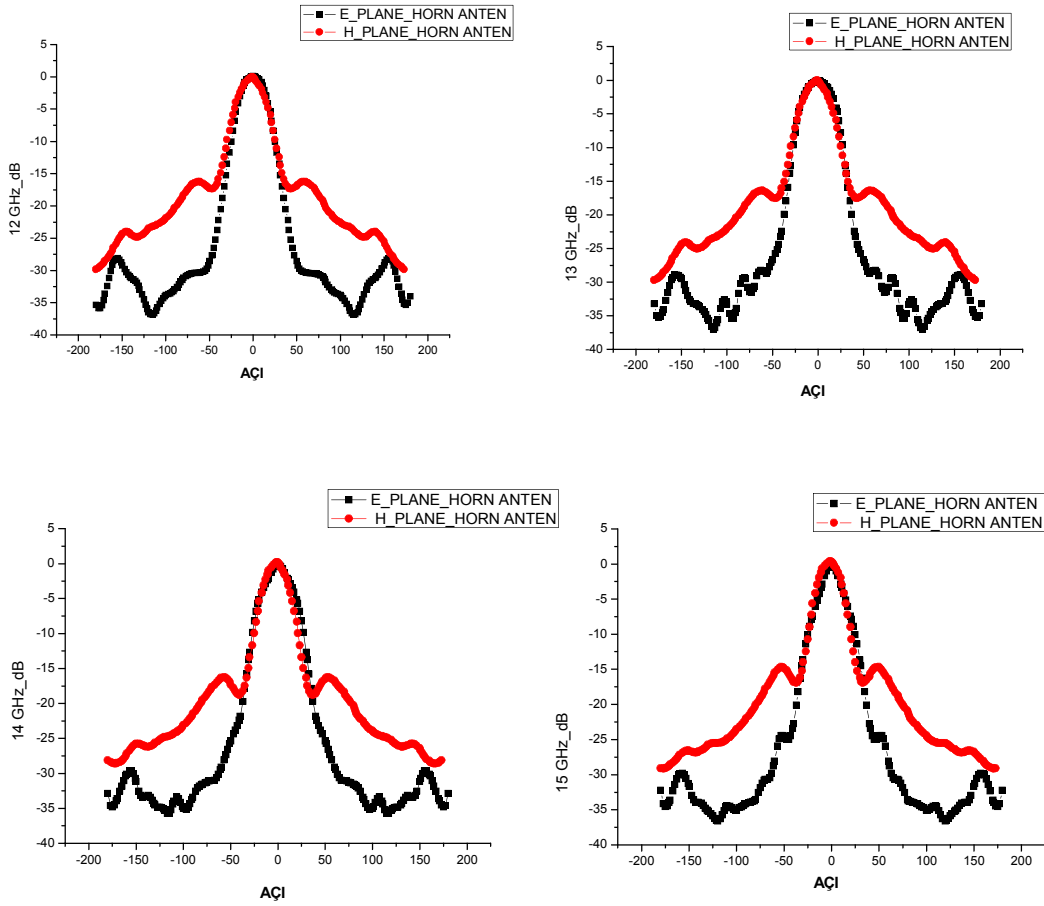 E_PLANE_HORN ANTEN
H_PLANE_HORN ANTEN
5
0
-5
-10
-15
-20
-25
-30
-35
-40
12 GHz_dB
-200 -150 -100 -50 0 50 100 150 200
AÇI
E_PLANE_HORN ANTEN
H_PLANE_HORN ANTEN
5
0
-5
-10
-15
-20
-25
-30
-35
-40
13 GHz_dB
-200 -150 -100 -50 0 50 100 150 200
AÇI
E_PLANE_HORN ANTEN
H_PLANE_HORN ANTEN
5
0
-5
-10
-15
-20
-25
-30
-35
-40
14 GHz_dB
-200 -150 -100 -50 0 50 100 150 200
AÇI
E_PLANE_HORN ANTEN
H_PLANE_HORN ANTEN
5
0
-5
-10
-15
-20
-25
-30
-35
-40
15 GHz_dB
-200 -150 -100 -50 0 50 100 150 200
AÇI